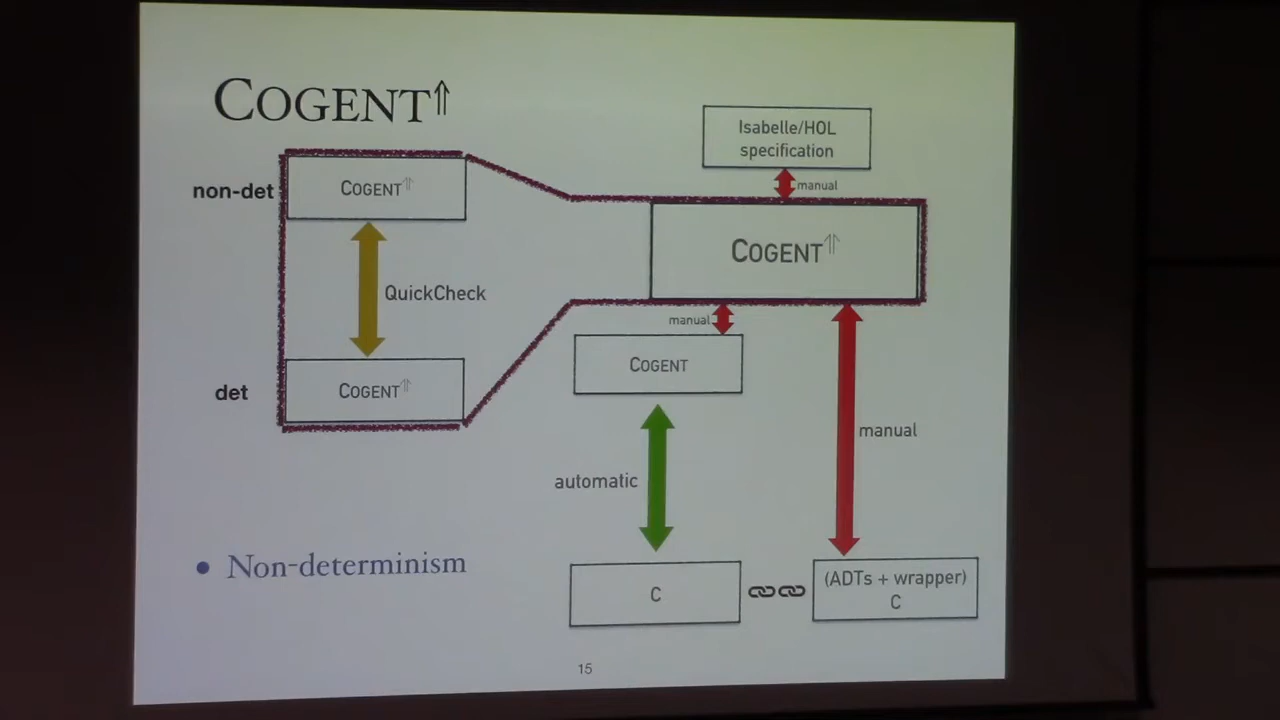 COGENT⇑
Isabelle/HOL
specification
manual
non-det
COGENT⇑
COGENT⇑
QuickCheck
manual
COGENT
det
COGENT⇑
manual
automatic
Non-determinism
C
(ADTs + wrapper)
C
15